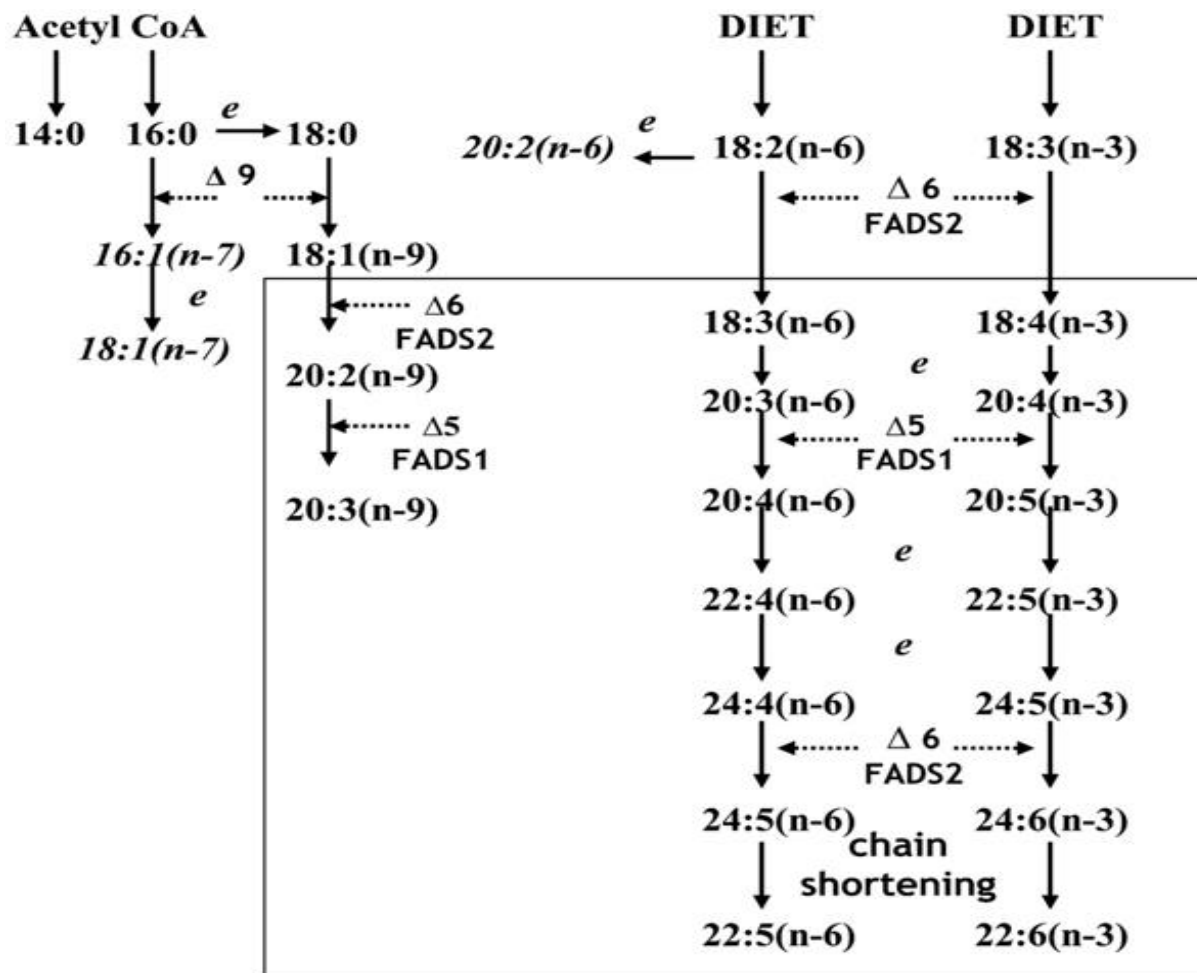 Acetyl CoA DIET DIET
e
14:0 16:0 18:0
e
20:2(n-6) 18:2(n-6) 18:3(n-3)
Δ 9
Δ 6
FADS2
16:1(n-7) 18:1(n-9)
e
Δ6
FADS2
18:3(n-6) 18:4(n-3)
18:1(n-7)
e
20:2(n-9)
20:3(n-6) 20:4(n-3)
Δ5
FADS1
Δ5
FADS1
20:3(n-9)
20:4(n-6) 20:5(n-3)
e
22:4(n-6) 22:5(n-3)
e
24:4(n-6) 24:5(n-3)
Δ 6
FADS2
24:5(n-6) 24:6(n-3)
chain
shortening
22:5(n-6) 22:6(n-3)